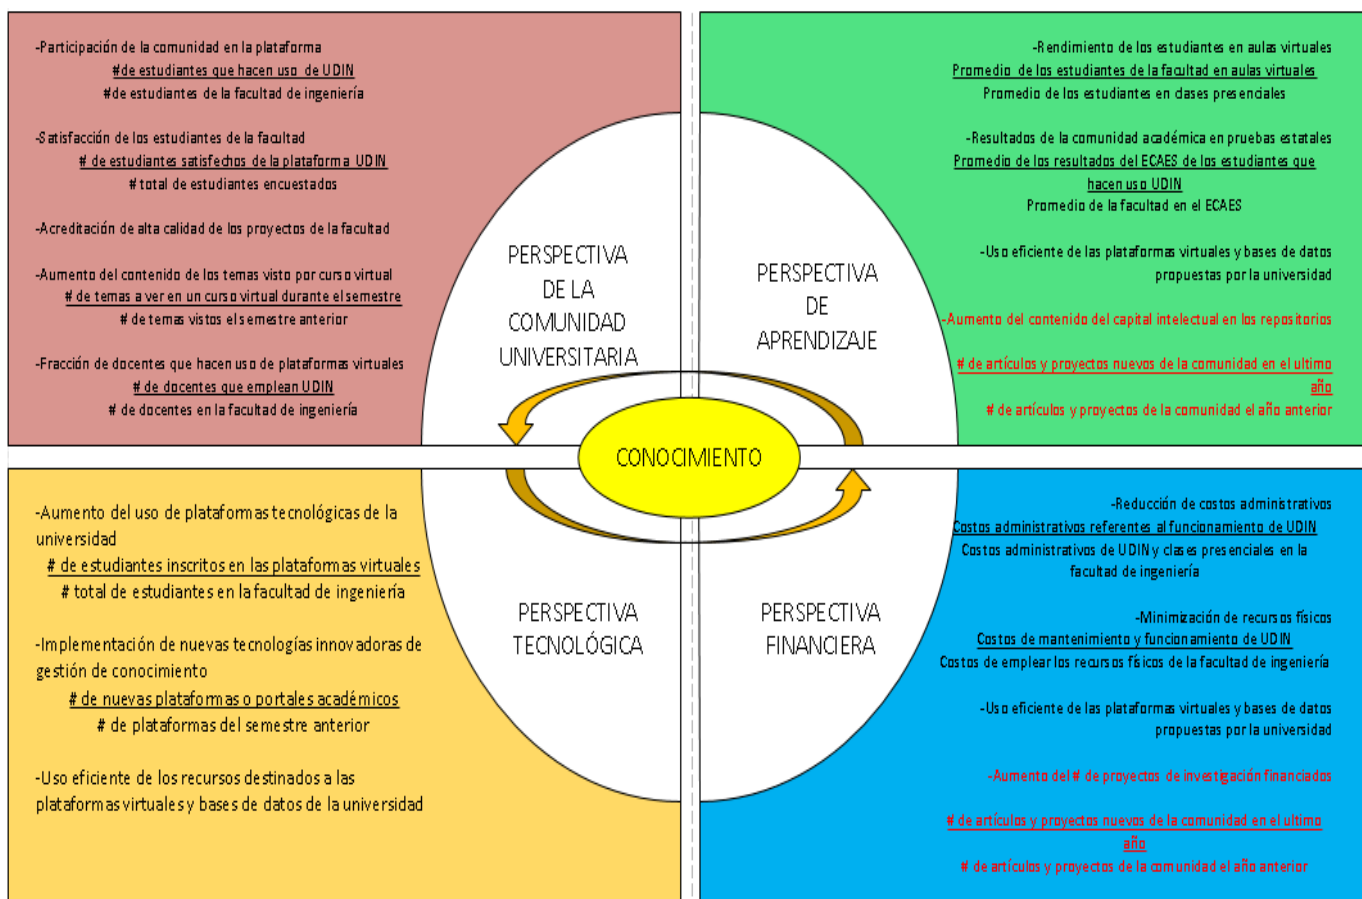 -Participación de la comunidad en la plataforma
#de estudiantes que hacen uso de UDIN
#de estudiantes de la facultad de ingeniería
-Satisfacción de los estudiantes de la facultad
# de estudiantes satisfechos de la plataforma UDIN
# total de estudiantes encuestados
-Acreditación de alta calidad de los proyectos de la facultad
-Aumento del contenido de los temas visto por curso virtual
# de temas a ver en un curso virtual durante el semestre
# de temas vistos el semestre anterior
-Fracción de docentes que hacen uso de plataformas virtuales
# de docentes que emplean UDIN
# de docentes en la facultad de ingeniería
PERSPECTIVA
DE LA
COMUNIDAD
UNIVERSITARIA
-Rendimiento de los estudiantes en aulas virtuales
Promedio de los estudiantes de la facultad en aulas virtuales
Promedio de los estudiantes en clases presenciales
-Resultados de la comunidad académica en pruebas estatales
Promedio de los resultados del ECAES de los estudiantes que
hacen uso UDIN
Promedio de la facultad en el ECAES
-Uso eficiente de las plataformas virtuales y bases de datos
propuestas por la universidad
-Aumento del contenido del capital intelectual en los repositorios
# de artículos y proyectos nuevos de la comunidad en el ultimo
año
# de artículos y proyectos de la comunidad el año anterior
PERSPECTIVA
DE
APRENDIZAJE
CONOCIMIENTO
-Aumento del uso de plataformas tecnológicas de la
universidad
# de estudiantes inscritos en las plataformas virtuales
# total de estudiantes en la facultad de ingeniería
-Implementación de nuevas tecnologías innovadoras de
gestión de conocimiento
# de nuevas plataformas o portales académicos
# de plataformas del semestre anterior
-Uso eficiente de los recursos destinados a las
plataformas virtuales y bases de datos de la universidad
PERSPECTIVA
TECNOLÓGICA
PERSPECTIVA
FINANCIERA
-Reducción de costos administrativos
Costos administrativos referentes al funcionamiento de UDIN
Costos administrativos de UDIN y clases presenciales en la
facultad de ingeniería
-Minimización de recursos físicos
Costos de mantenimiento y funcionamiento de UDIN
Costos de emplear los recursos físicos de la facultad de ingeniería
-Uso eficiente de las plataformas virtuales y bases de datos
propuestas por la universidad
-Aumento del # de proyectos de investigación financiados
# de artículos y proyectos nuevos de la comunidad en el ultimo
año
# de artículos y proyectos de la comunidad el año anterior